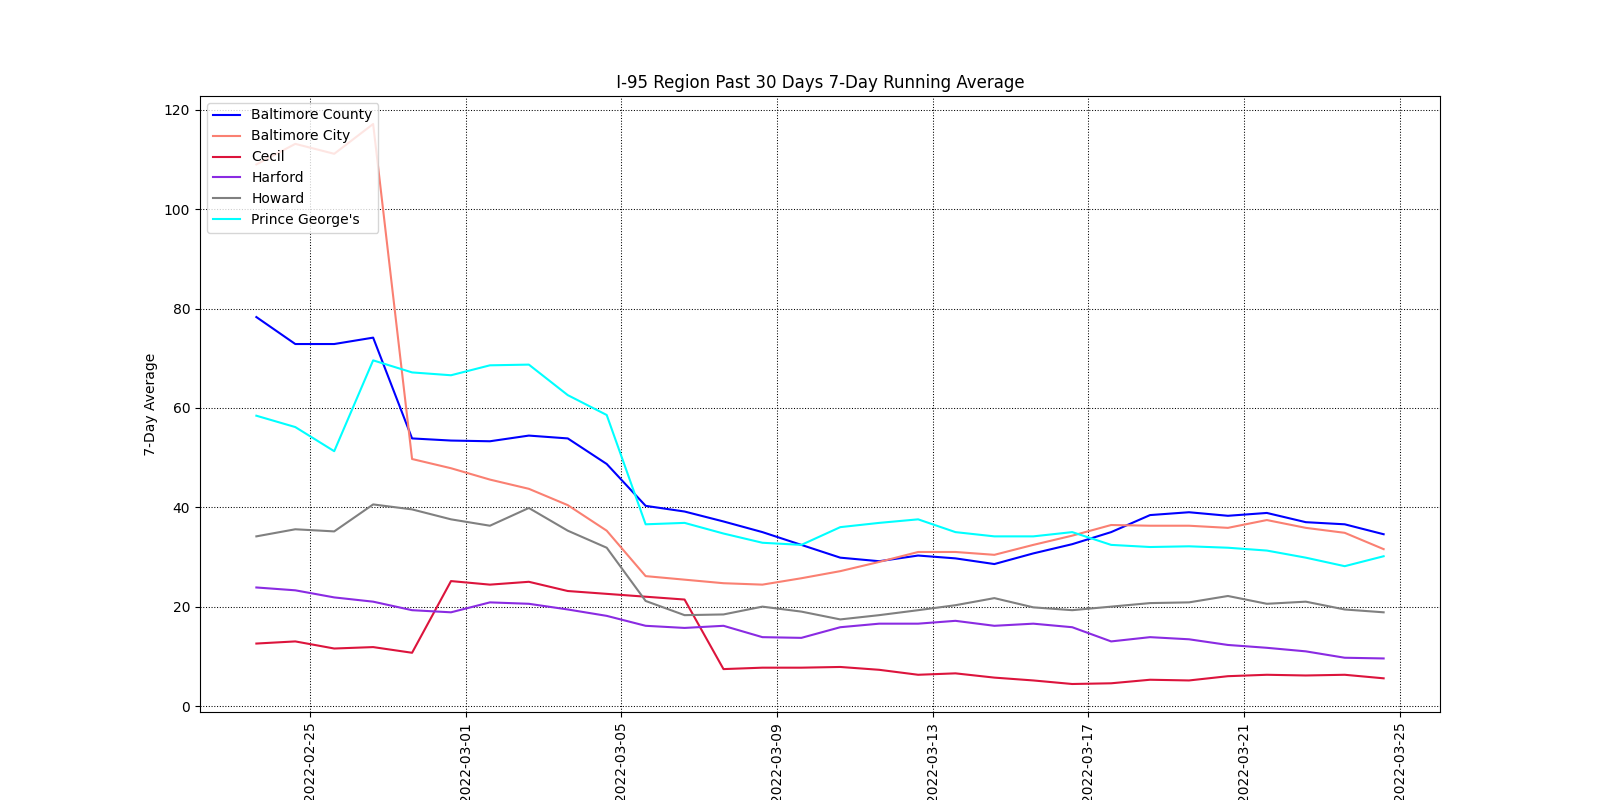 I-95 Region Past 30 Days 7-Day Running Average
Baltimore County
Baltimore City
Cecil
Harford
Howard
Prince George's
7-Day Average
120
100
80
60
40
20
0
2022-02-25
2022-03-01
2022-03-05
2022-03-09
2022-03-13
2022-03-17
2022-03-21
2022-03-25